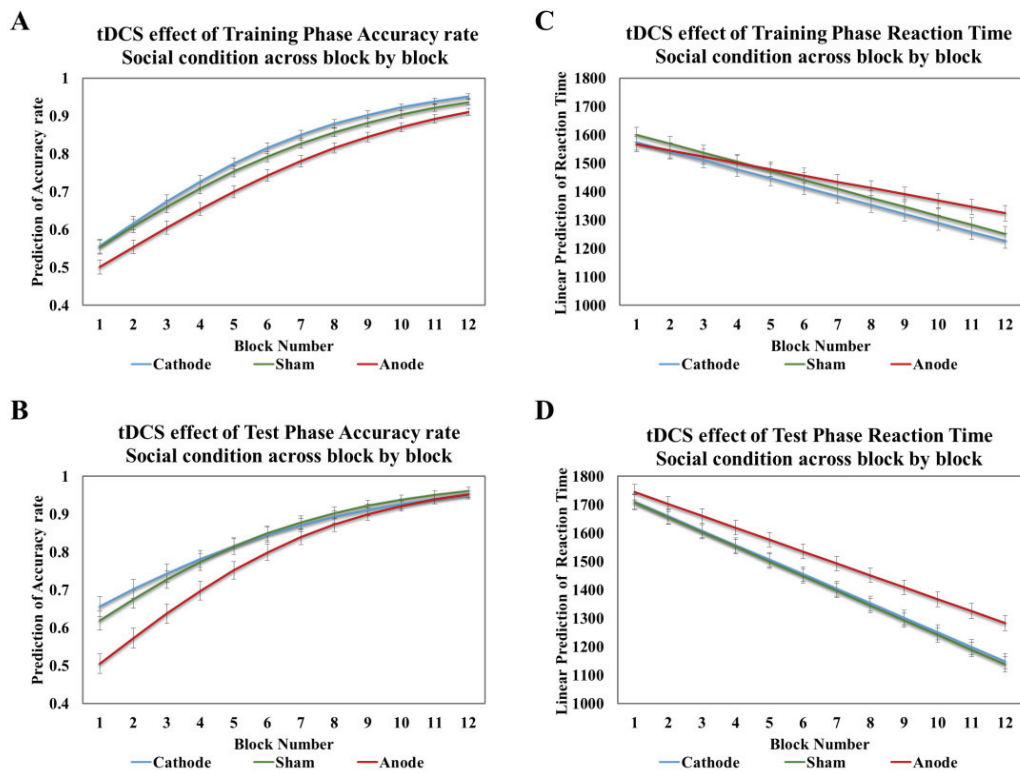 A
tDCS effect of Training Phase Accuracy rate
Social condition across block by block
Prediction of Accuracy rate
1
0.9
0.8
0.7
0.6
0.5
0.4
1 2 3 4 5 6 7 8 9 10 11 12
Block Number
Cathode Sham Anode
C
tDCS effect of Training Phase Reaction Time
Social condition across block by block
Linear Prediction of Reaction Time
1800
1700
1600
1500
1400
1300
1200
1100
1000
1 2 3 4 5 6 7 8 9 10 11 12
Block Number
Cathode Sham Anode
B
tDCS effect of Test Phase Accuracy rate
Social condition across block by block
Prediction of Accuracy rate
1
0.9
0.8
0.7
0.6
0.5
0.4
1 2 3 4 5 6 7 8 9 10 11 12
Block Number
Cathode Sham Anode
D
tDCS effect of Test Phase Reaction Time
Social condition across block by block
Linear Prediction of Reaction Time
1800
1700
1600
1500
1400
1300
1200
1100
1000
1 2 3 4 5 6 7 8 9 10 11 12
Block Number
Cathode Sham Anode